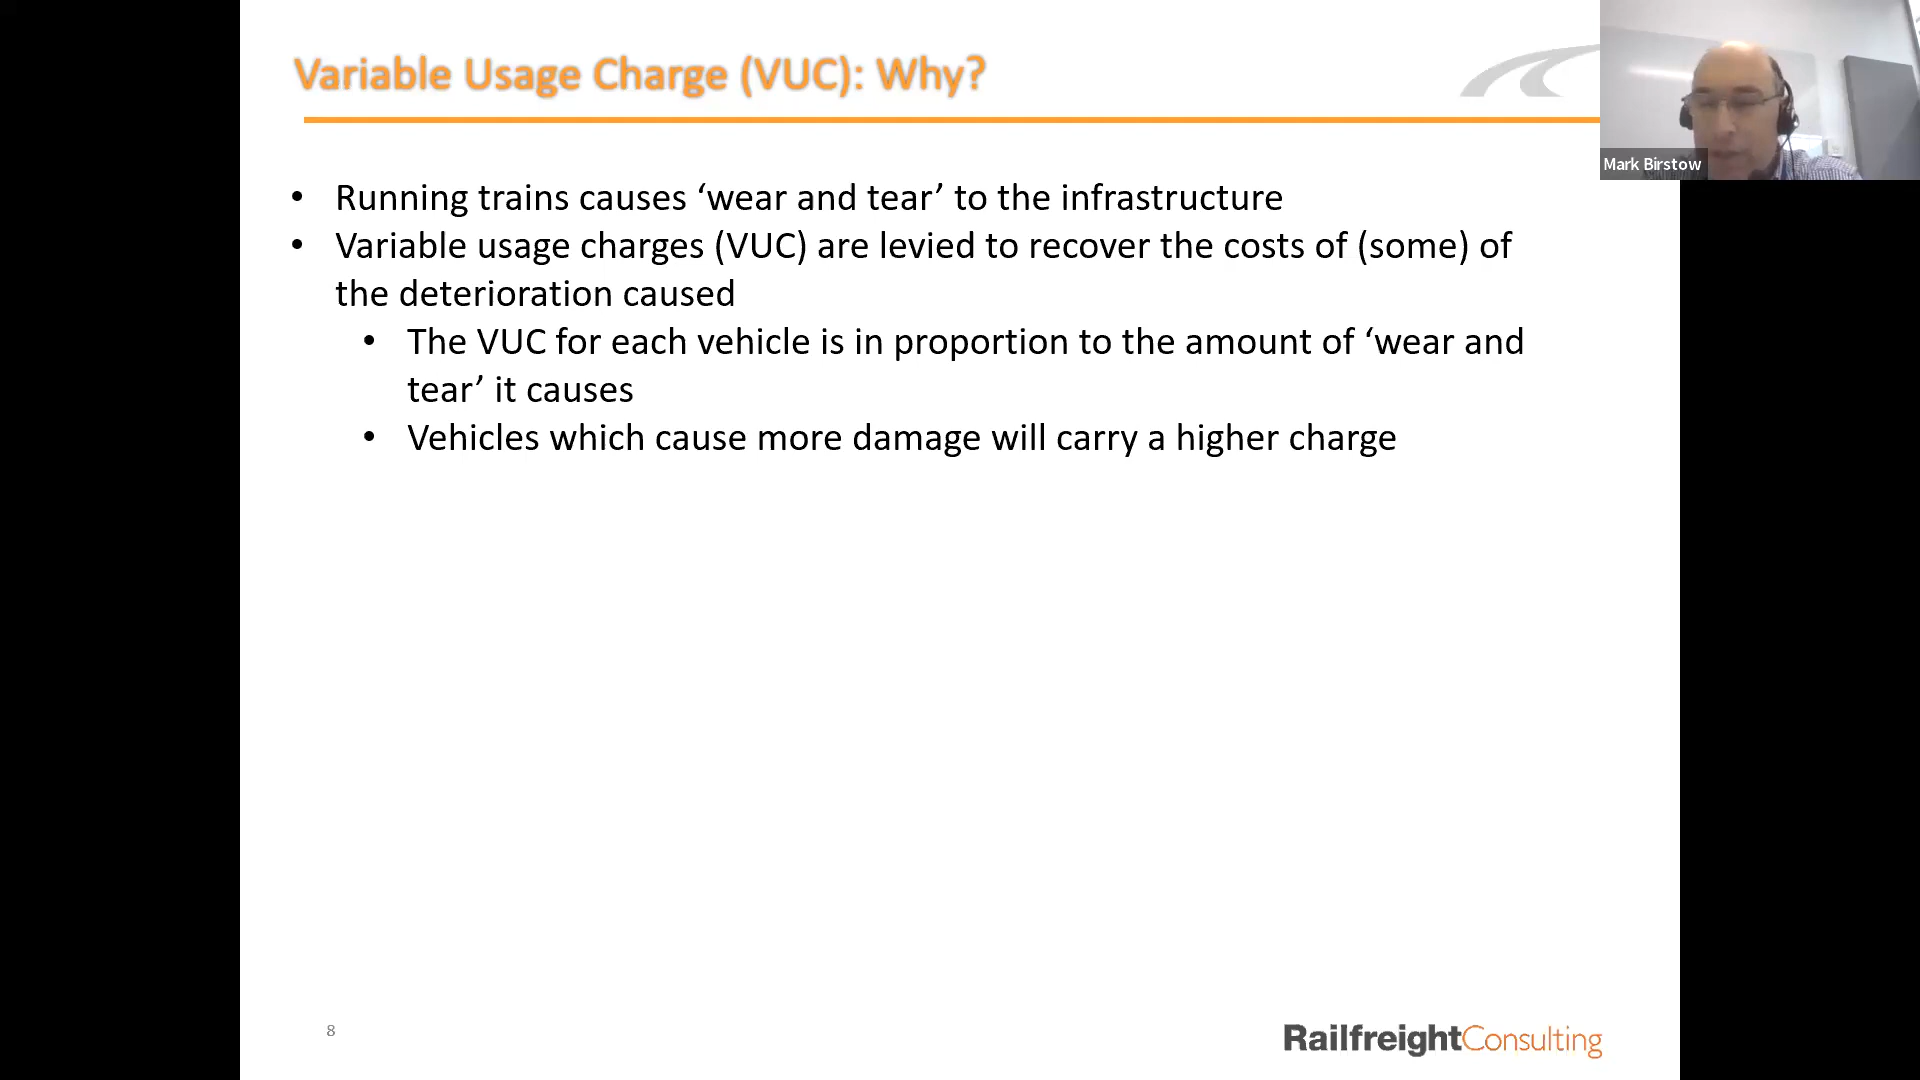 Variable Usage Charge (VUC): Why?
Mark Birstow
• Running trains causes ‘wear and tear’ to the infrastructure
• Variable usage charges (VUC) are levied to recover the costs of (some) of
the deterioration caused
• The VUC for each vehicle is in proportion to the amount of ‘wear and
tear’ it causes
• Vehicles which cause more damage will carry a higher charge
8
RailfreightConsulting